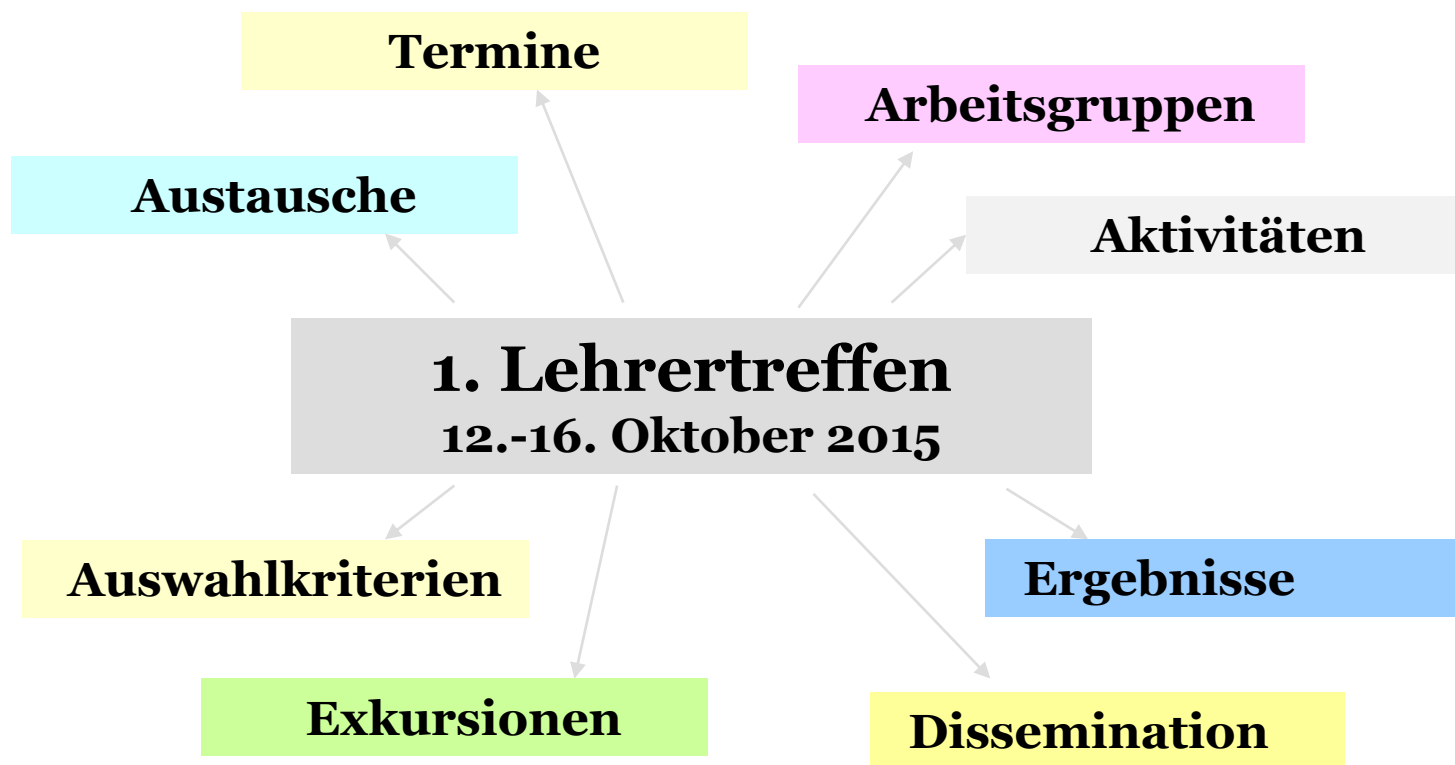 Termine
Arbeitsgruppen
Austausche
Aktivitäten
1. Lehrertreffen
12.-16. Oktober 2015
Auswahlkriterien
Ergebnisse
Exkursionen
Dissemination